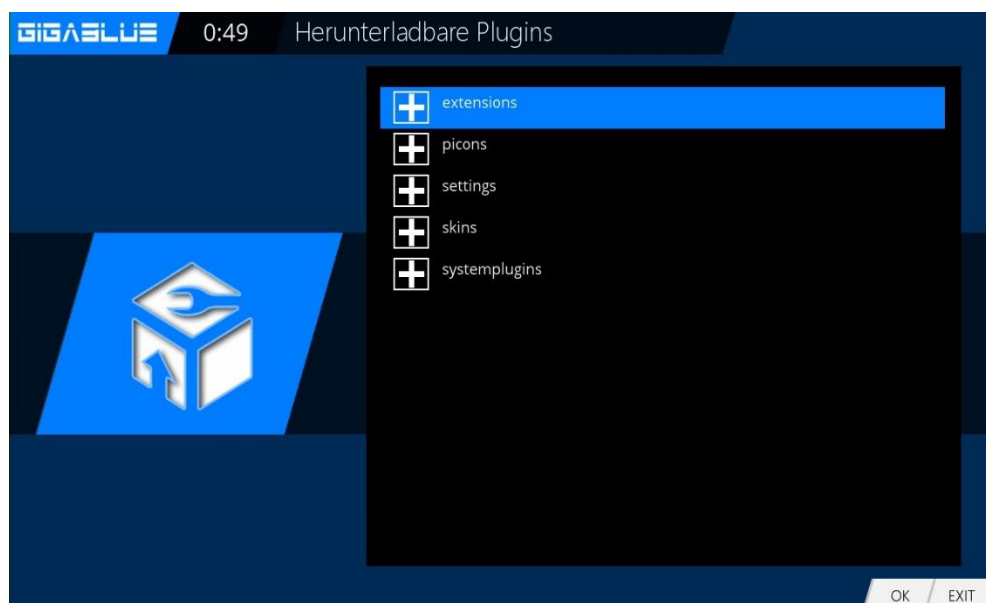 GIGABLUE 0:49 Herunterladbare Plugins
extensions
picons
settings
skins
systemplugins
OK EXIT